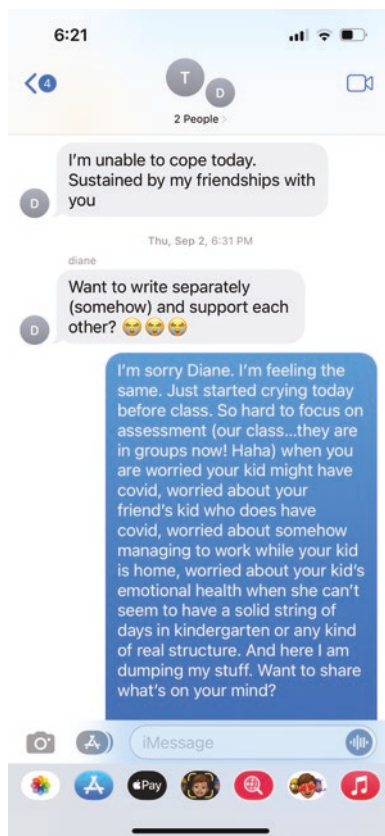 6:21
4
T
D
2 People
I'm unable to cope today.
Sustained by my friendships with
you
D
Thu, Sep 2, 6:31 PM
diane
Want to write separately
(somehow) and support each
other? 😭😭😭
D
I'm sorry Diane. I'm feeling the
same. Just started crying today
before class. So hard to focus on
assessment (our class...they are
in groups now! Haha) when you
are worried your kid might have
covid, worried about your
friend's kid who does have
covid, worried about somehow
managing to work while your kid
is home, worried about your kid's
emotional health when she can't
seem to have a solid string of
days in kindergarten or any kind
of real structure. And here I am
dumping my stuff. Want to share
what's on your mind?
iMessage
Pay